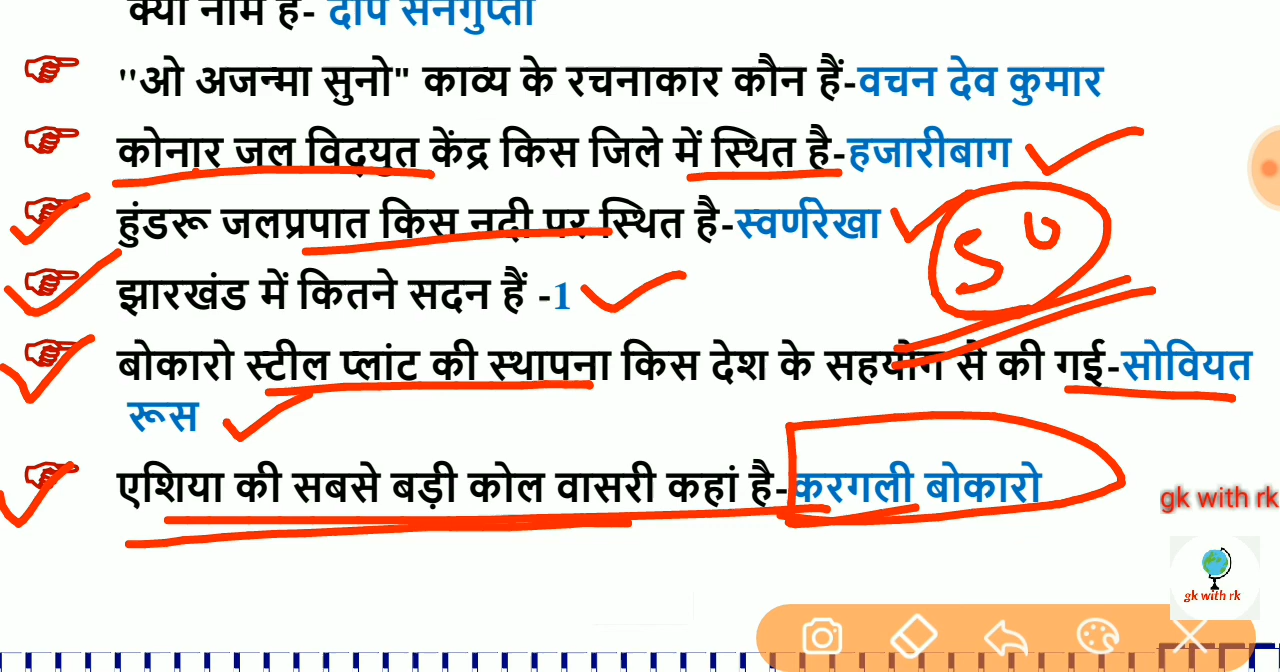 क्या नाम है- दीप सेनगुप्ता
"ओ अजन्मा सुनो" काव्य के रचनाकार कौन हैं-वचन देव कुमार
कोनार जल विद्युत केंद्र किस जिले में स्थित है-हजारीबाग
हुंडरू जलप्रपात किस नदी पर स्थित है-स्वर्णरेखा
50
झारखंड में कितने सदन हैं -1
बोकारो स्टील प्लांट की स्थापना किस देश के सहयोग से की गई-सोवियत
रूस
एशिया की सबसे बड़ी कोल वासरी कहां है-करगली बोकारो
gk with rk
gk with rk